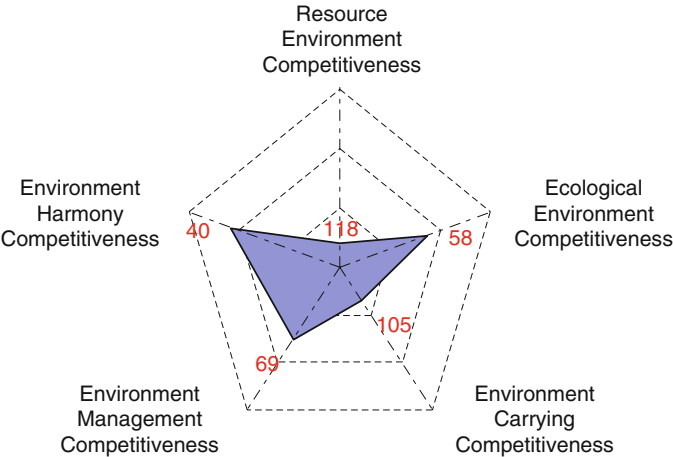 Resource
Environment
Competitiveness
118
Ecological
Environment
Competitiveness
58
Environment
Carrying
Competitiveness
105
Environment
Management
Competitiveness
69
Environment
Harmony
Competitiveness
40